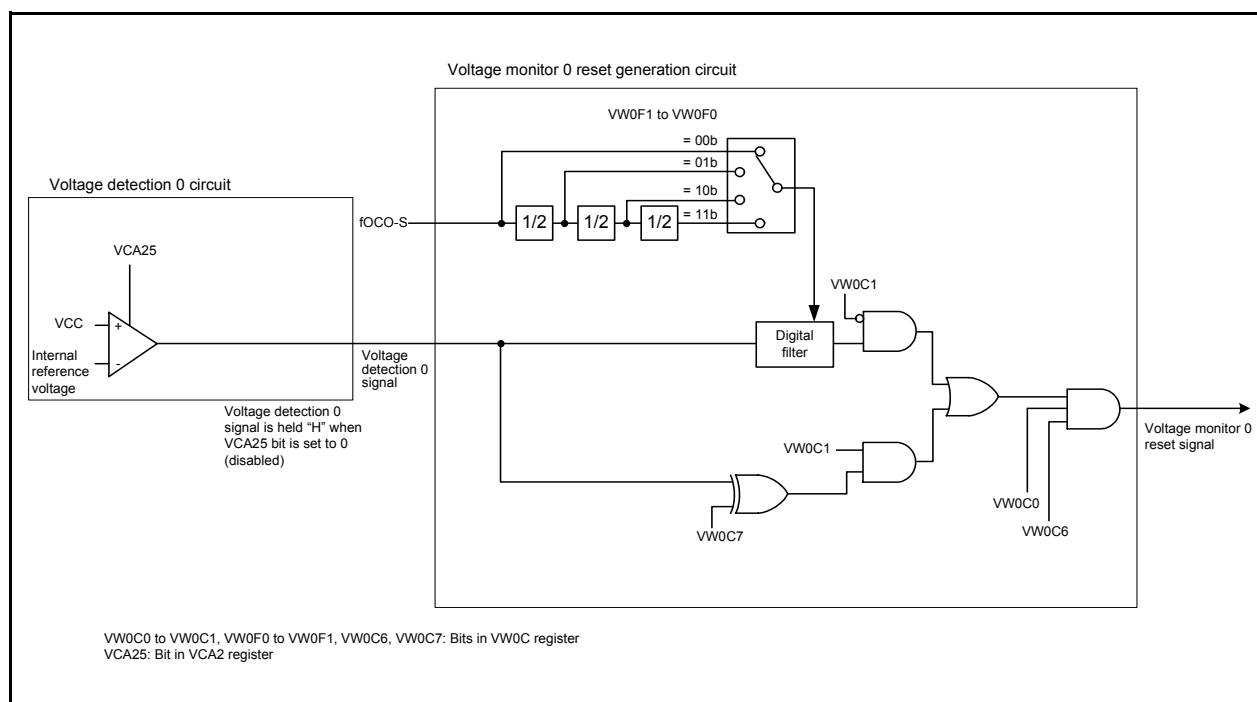 Voltage monitor 0 reset generation circuit
VW0F1 to VW0F0
= 00b
= 01b
= 10b
= 11b
Voltage detection 0 circuit
fOCO-S
1/2
1/2
1/2
VCA25
VW0C1
VCC
+
-
Internal
reference
voltage
Voltage
detection 0
signal
Digital
filter
Voltage detection 0
signal is held “H” when
VCA25 bit is set to 0
(disabled)
Voltage monitor 0
reset signal
VW0C1
VW0C7
VW0C0
VW0C6
VW0C0 to VW0C1, VW0F0 to VW0F1, VW0C6, VW0C7: Bits in VW0C register
VCA25: Bit in VCA2 register